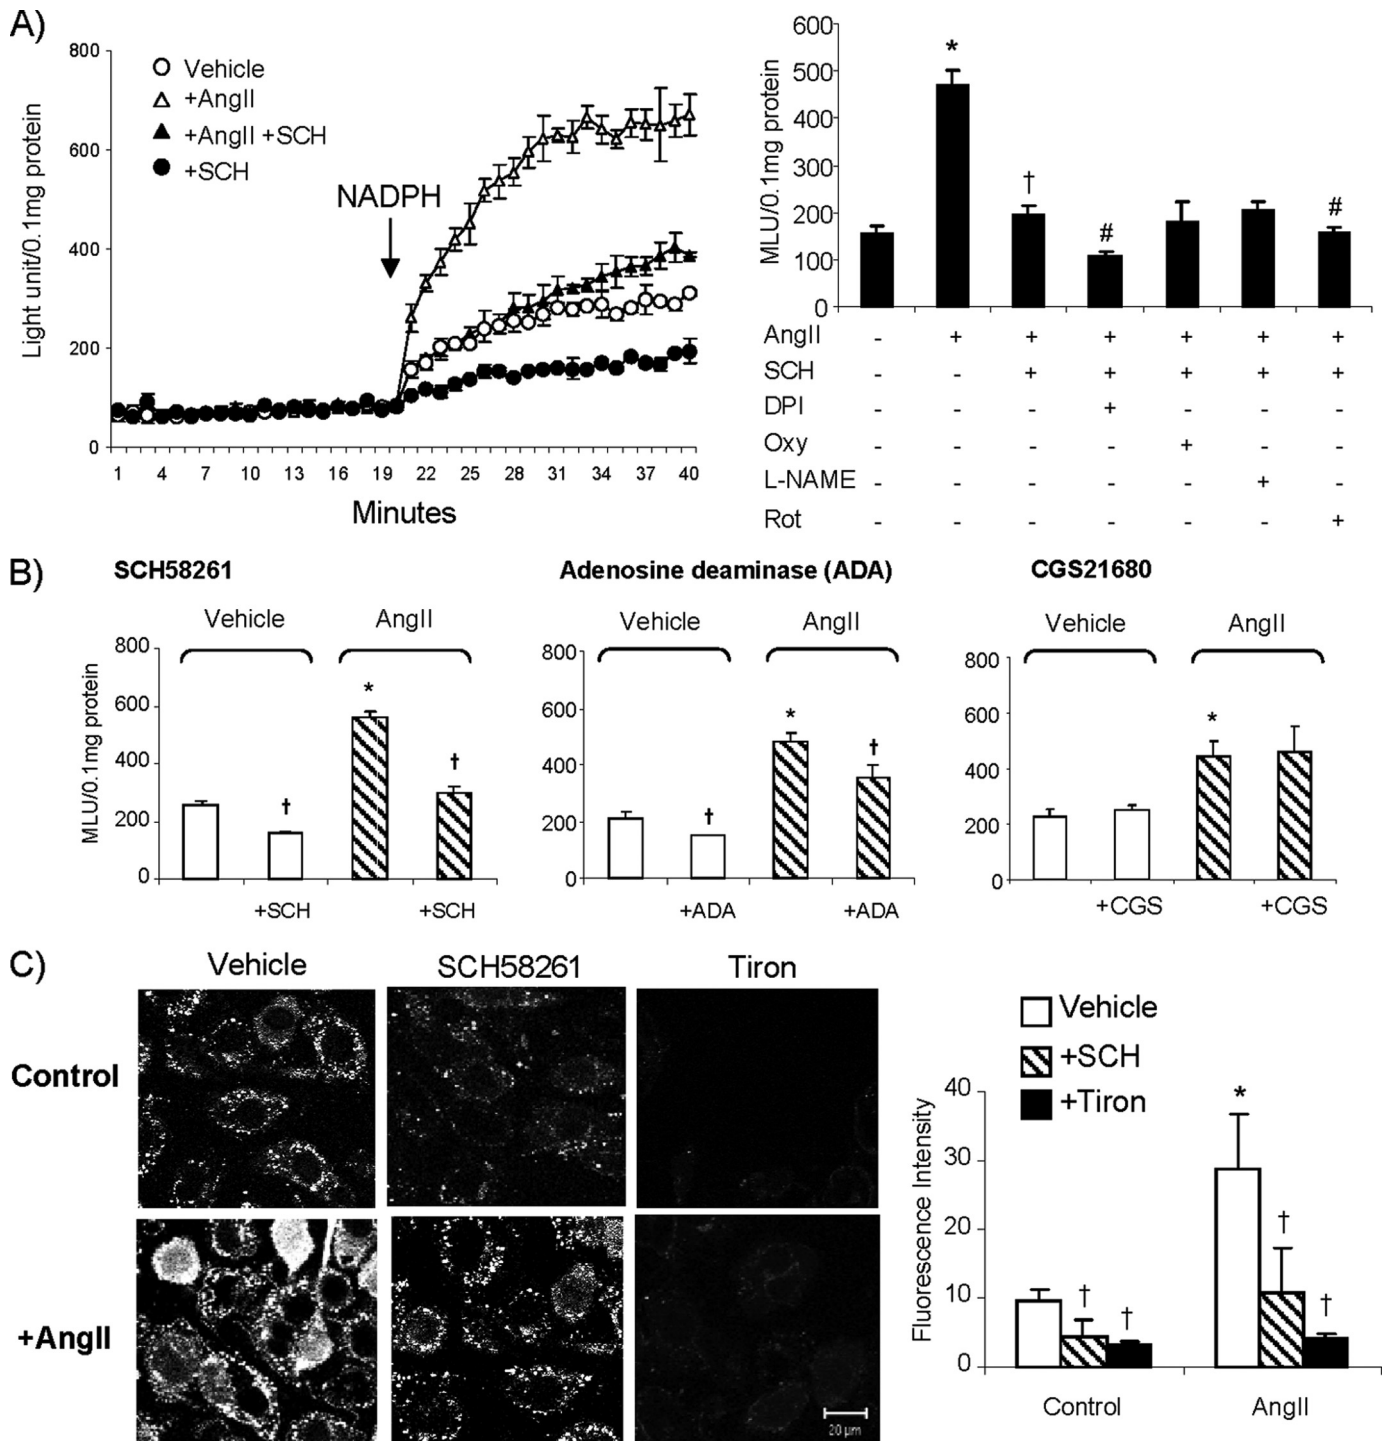 A)
800
600
400
200
0
Light unit/0.1mg protein
Vehicle
+AngII
+AngII +SCH
+SCH
NADPH
1 4 7 10 13 16 19 22 25 28 31 34 37 40
Minutes
600
500
400
300
200
100
0
MLU/0.1mg protein
*
†
#
#
AngII - + + + + + +
SCH - - + + + + +
DPI - - - + - - -
Oxy - - - - + - -
L-NAME - - - - - + -
Rot - - - - - - +
B)
SCH58261
Vehicle AngII
800
600
400
200
0
MLU/0.1mg protein
† * †
+SCH +SCH
Adenosine deaminase (ADA)
Vehicle AngII
800
600
400
200
0
† * †
+ADA +ADA
CGS21680
Vehicle AngII
800
600
400
200
0
*
+CGS +CGS
C)
Vehicle SCH58261 Tiron
Control
+AngII
20 µm
Vehicle
+SCH
+Tiron
40
30
20
10
0
Fluorescence Intensity
† † * † †
Control AngII